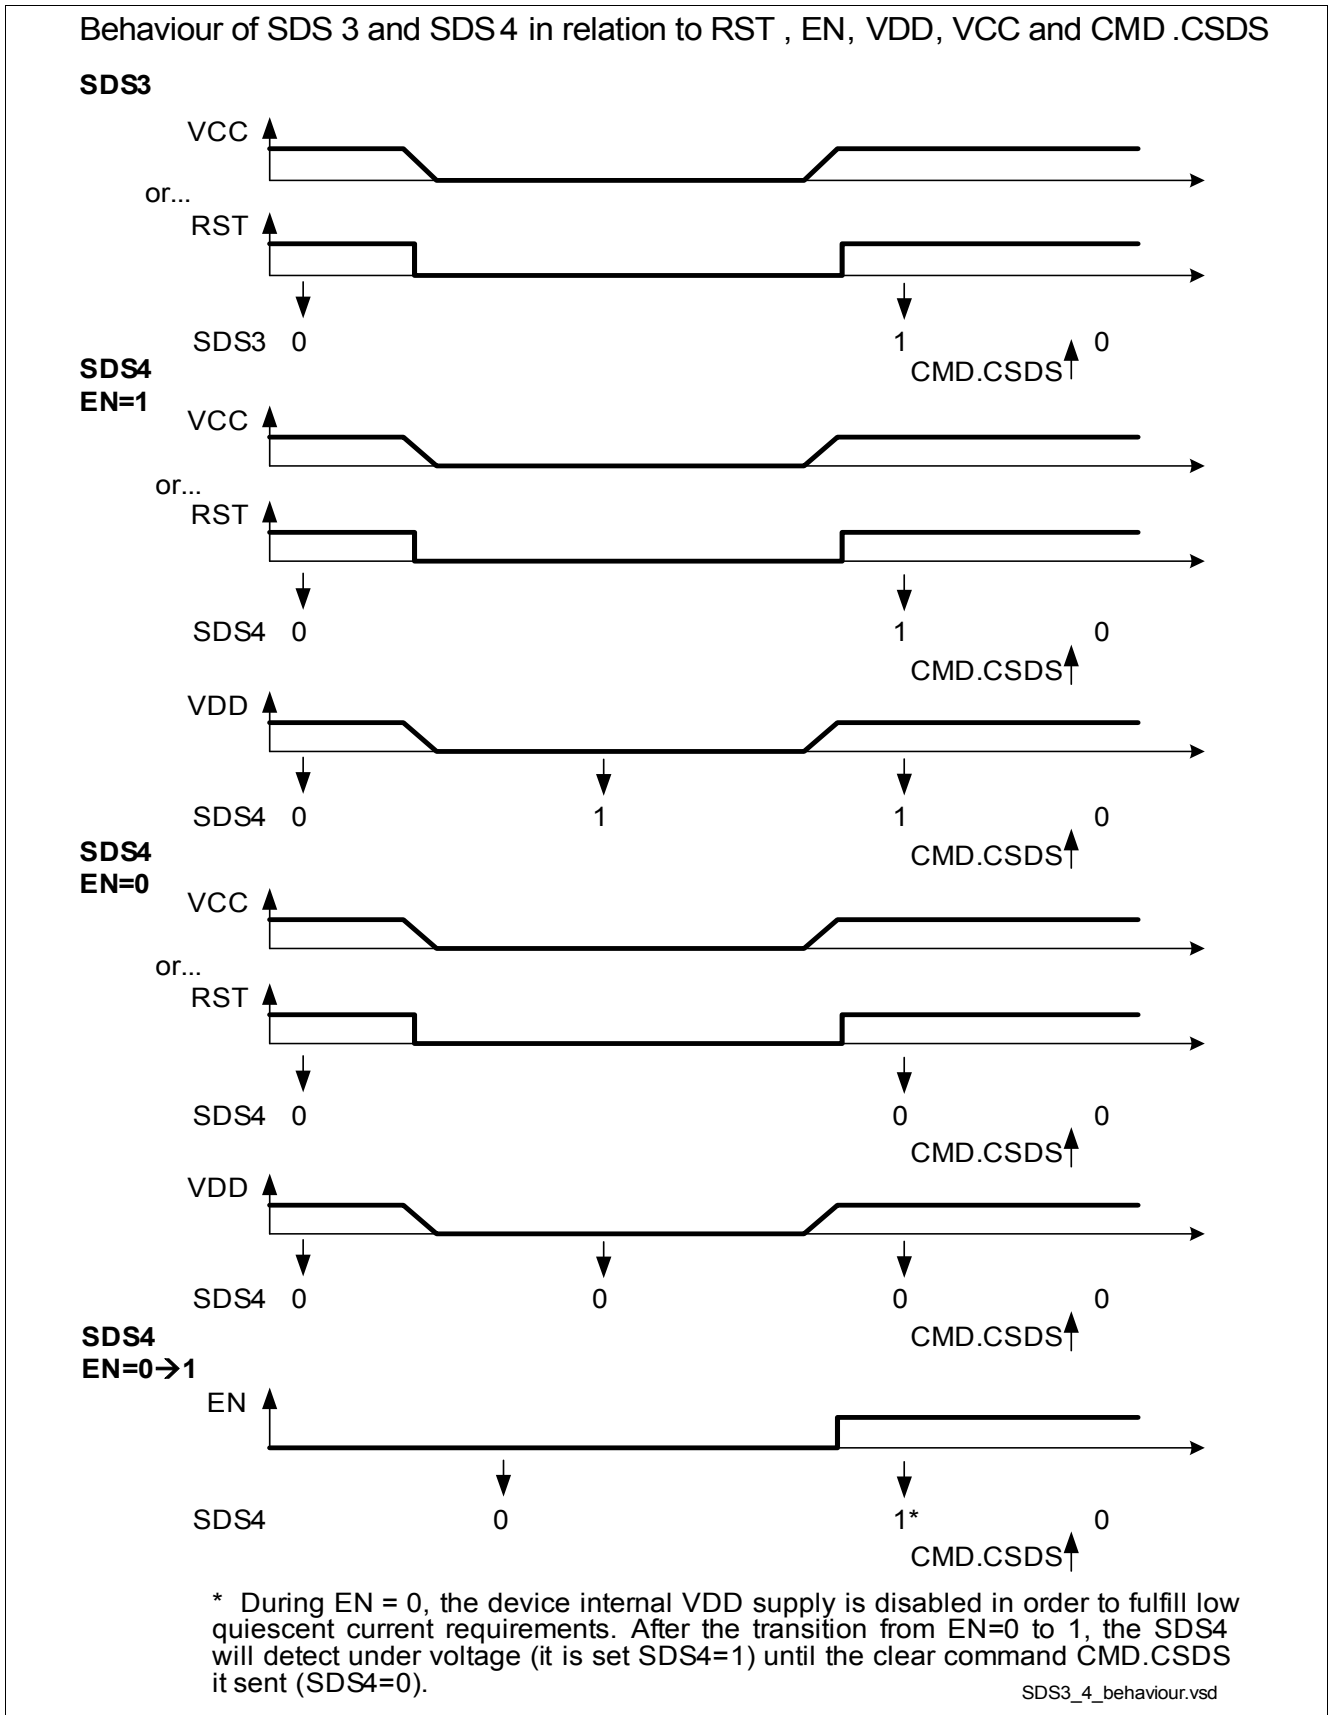 Behaviour of SDS 3 and SDS 4 in relation to RST , EN, VDD, VCC and CMD .CSDS
SDS3
VCC
or...
RST
SDS3 0 1 0
CMD.CSDS
SDS4
EN=1
VCC
or...
RST
SDS4 0 1 0
CMD.CSDS
VDD
SDS4 0 1 1 0
CMD.CSDS
SDS4
EN=0
VCC
or...
RST
SDS4 0 0 0
CMD.CSDS
VDD
SDS4 0 0 0 0
CMD.CSDS
SDS4
EN=0→1
EN
SDS4 0 1* 0
CMD.CSDS
* During EN = 0, the device internal VDD supply is disabled in order to fulfill low
quiescent current requirements. After the transition from EN=0 to 1, the SDS4
will detect under voltage (it is set SDS4=1) until the clear command CMD.CSDS
it sent (SDS4=0).
SDS3_4_behaviour.vsd